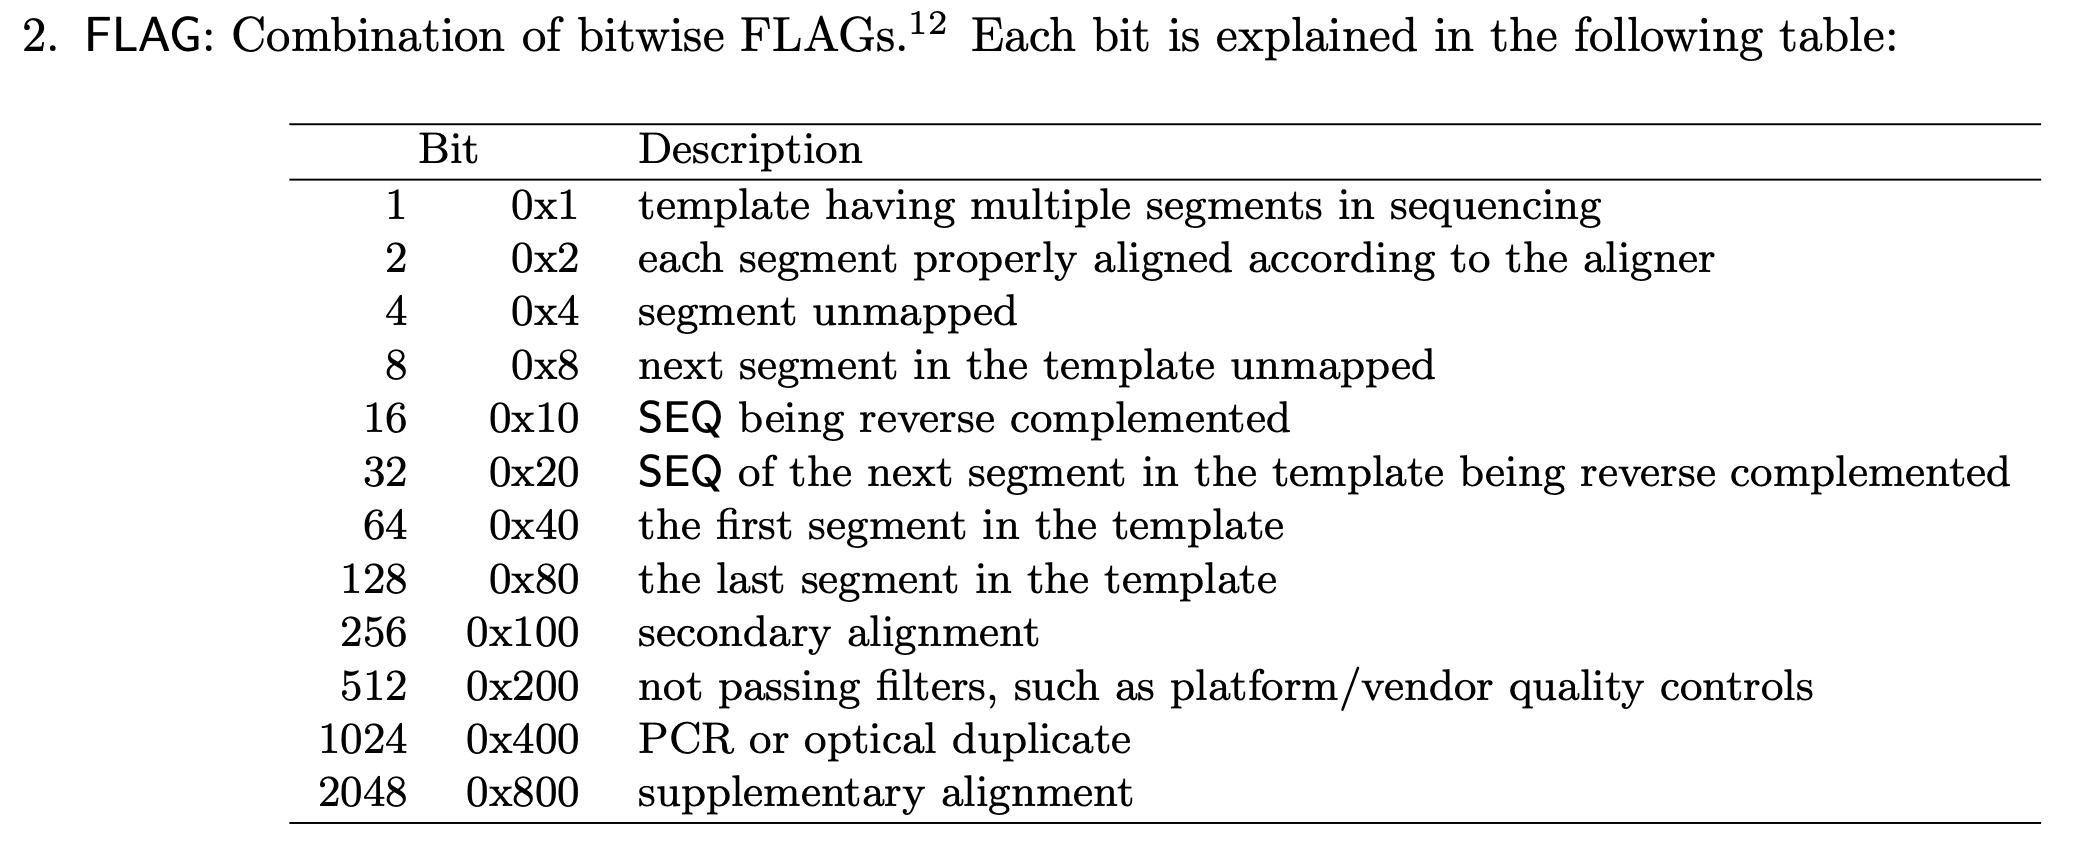 2. FLAG: Combination of bitwise FLAGs.12 Each bit is explained in the following table:
Bit Description
1 0x1 template having multiple segments in sequencing
2 0x2 each segment properly aligned according to the aligner
4 0x4 segment unmapped
8 0x8 next segment in the template unmapped
16 0x10 SEQ being reverse complemented
32 0x20 SEQ of the next segment in the template being reverse complemented
64 0x40 the first segment in the template
128 0x80 the last segment in the template
256 0x100 secondary alignment
512 0x200 not passing filters, such as platform/vendor quality controls
1024 0x400 PCR or optical duplicate
2048 0x800 supplementary alignment